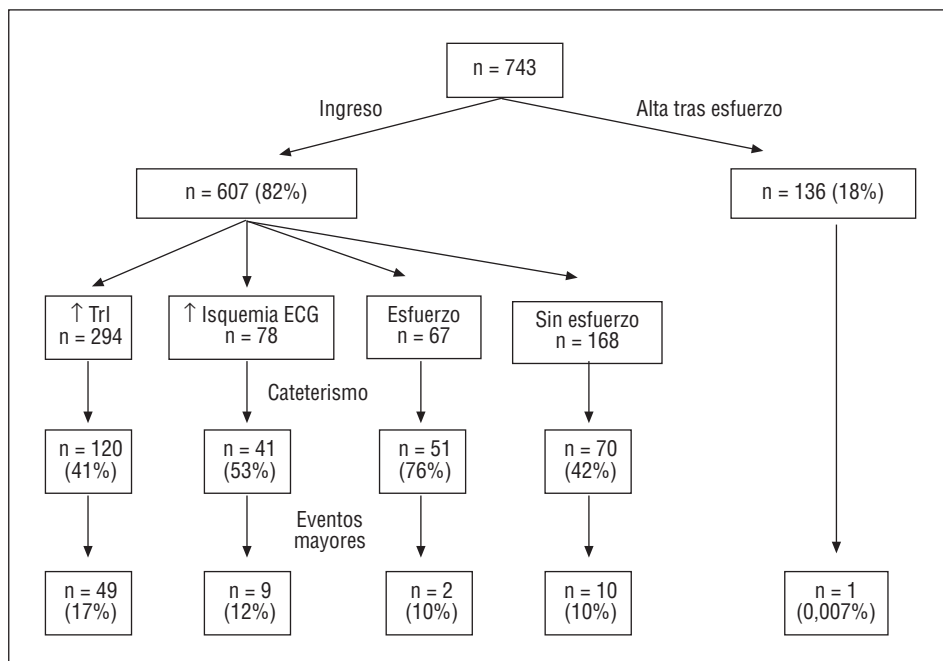 n = 743
Ingreso
Alta tras esfuerzo
n = 607 (82%)
n = 136 (18%)
↑ TrI
n = 294
↑ Isquemia ECG
n = 78
Esfuerzo
n = 67
Sin esfuerzo
n = 168
Cateterismo
n = 120
(41%)
n = 41
(53%)
n = 51
(76%)
n = 70
(42%)
Eventos
mayores
n = 49
(17%)
n = 9
(12%)
n = 2
(10%)
n = 10
(10%)
n = 1
(0,007%)